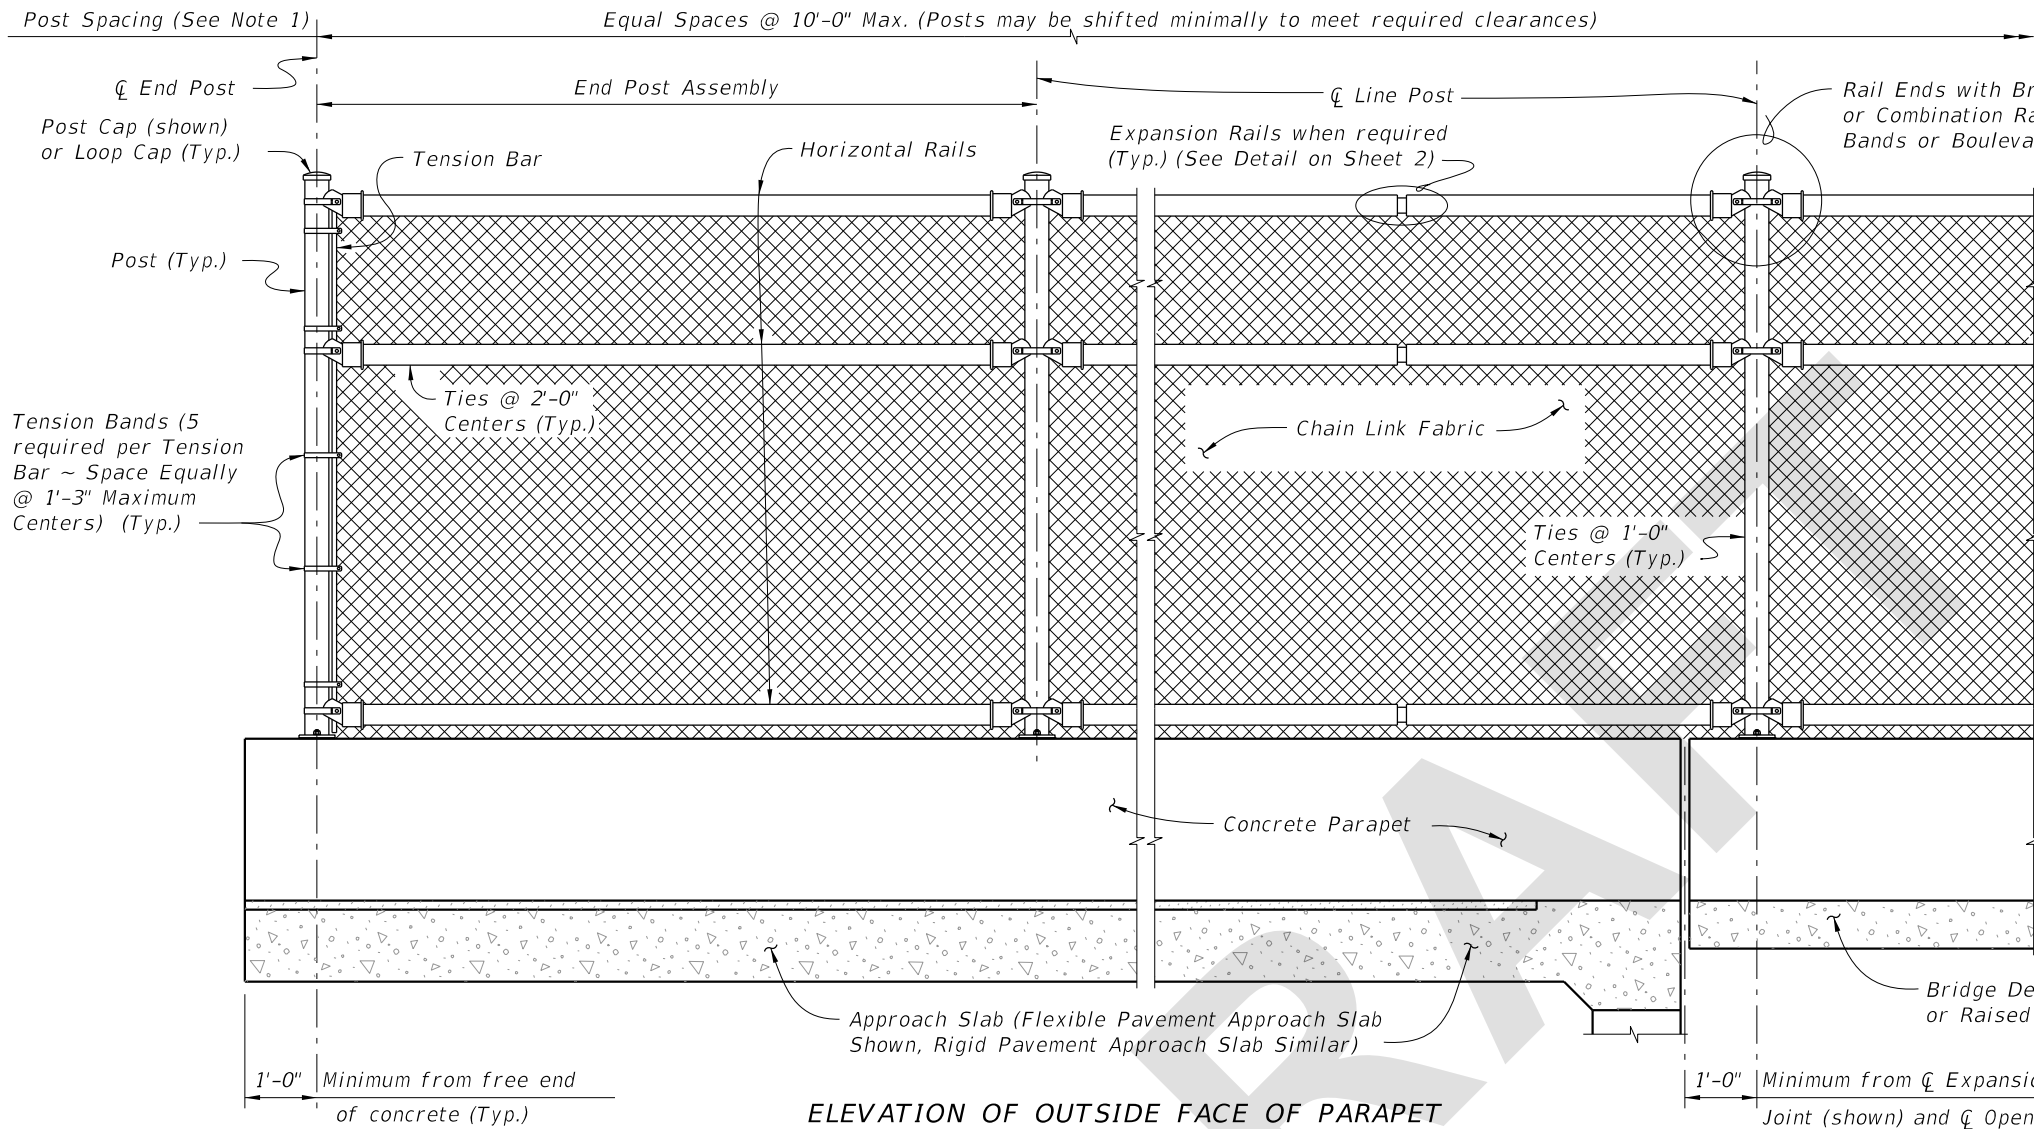 Post Spacing (See Note 1)
Equal Spaces @ 10'-0" Max. (Posts may be shifted minimally to meet required clearances)
℄ End Post
End Post Assembly
℄ Line Post
Rail Ends with Br
or Combination Ra
Bands or Bouleva
Post Cap (shown)
or Loop Cap (Typ.)
Tension Bar
Horizontal Rails
Expansion Rails when required
(Typ.) (See Detail on Sheet 2)
Post (Typ.)
Ties @ 2'-0"
Centers (Typ.)
Tension Bands (5
required per Tension
Bar ~ Space Equally
@ 1'-3" Maximum
Centers) (Typ.)
Chain Link Fabric
Ties @ 1'-0"
Centers (Typ.)
Concrete Parapet
Approach Slab (Flexible Pavement Approach Slab
Shown, Rigid Pavement Approach Slab Similar)
Bridge De
or Raised
1'-0" Minimum from free end
of concrete (Typ.)
1'-0" Minimum from ℄ Expansio
Joint (shown) and ℄ Open
ELEVATION OF OUTSIDE FACE OF PARAPET
RAFT